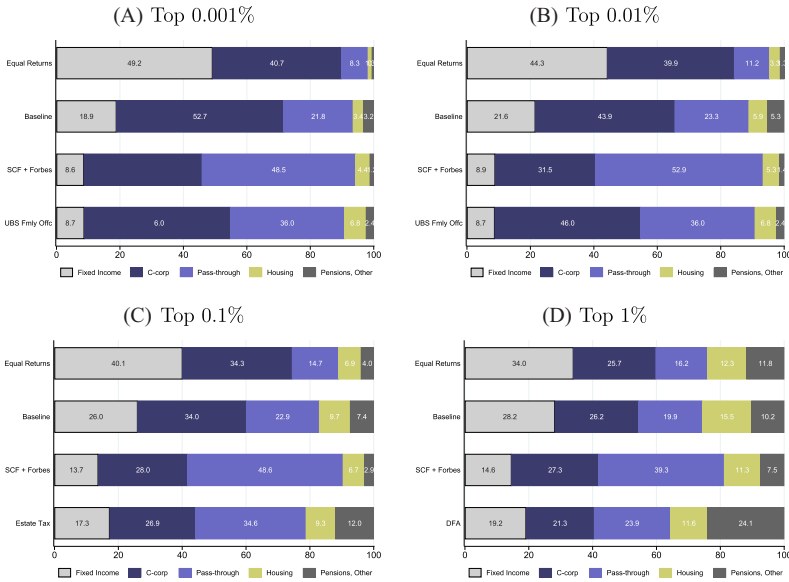 (A) Top 0.001%
Equal Returns 49.2 40.7 8.3
Baseline 18.9 52.7 21.8 3.4 3.2
SCF + Forbes 8.6 48.5 4.4
UBS Fmly Offc 8.7 6.0 36.0 6.8 2.4
0 20 40 60 80 100
Fixed Income C-corp Pass-through Housing Pensions, Other
(B) Top 0.01%
Equal Returns 44.3 39.9 11.2 3.3
Baseline 21.6 43.9 23.3 5.9 5.3
SCF + Forbes 8.9 31.5 52.9 5.3 1.4
UBS Fmly Offc 8.7 46.0 36.0 6.8 2.4
0 20 40 60 80 100
Fixed Income C-corp Pass-through Housing Pensions, Other
(C) Top 0.1%
Equal Returns 40.1 34.3 14.7 6.9 4.0
Baseline 26.0 34.0 22.9 9.7 7.4
SCF + Forbes 13.7 28.0 48.6 6.7 2.9
Estate Tax 17.3 26.9 34.6 9.3 12.0
0 20 40 60 80 100
Fixed Income C-corp Pass-through Housing Pensions, Other
(D) Top 1%
Equal Returns 34.0 25.7 16.2 12.3 11.8
Baseline 28.2 26.2 19.9 15.5 10.2
SCF + Forbes 14.6 27.3 39.3 11.3 7.5
DFA 19.2 21.3 23.9 11.6 24.1
0 20 40 60 80 100
Fixed Income C-corp Pass-through Housing Pensions, Other